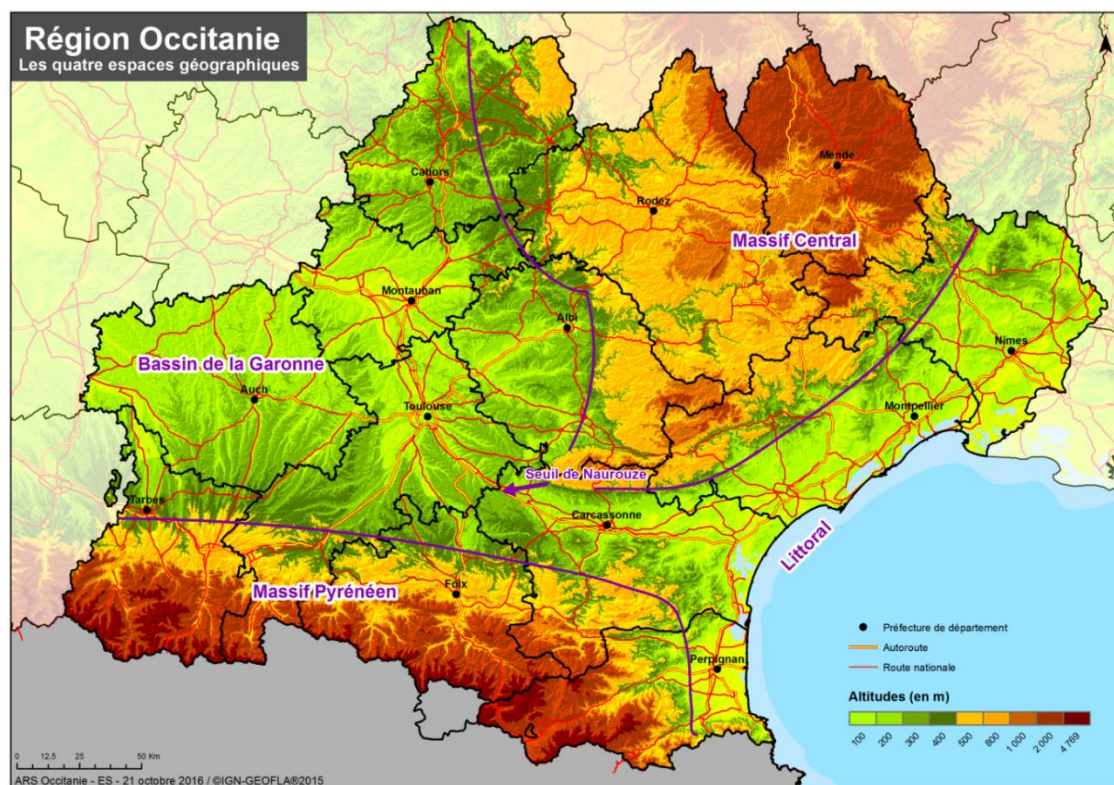 Région Occitanie
Les quatre espaces géographiques
Cahors
Mende
Rodez
Massif Central
Montauban
Albi
Nîmes
Bassin de la Garonne
Auch
Toulouse
Montpellier
Seuil de Naurouze
Tarbes
Carcassonne
Littoral
Massif Pyrénéen
Foix
Perpignan
Préfecture de département
Autoroute
Route nationale
Altitudes (en m)
100 200 300 400 500 800 1 000 2 000 4 769
0 12,5 25 50 Km
ARS Occitanie - ES - 21 octobre 2016 / ©IGN-GEOFLA®2015